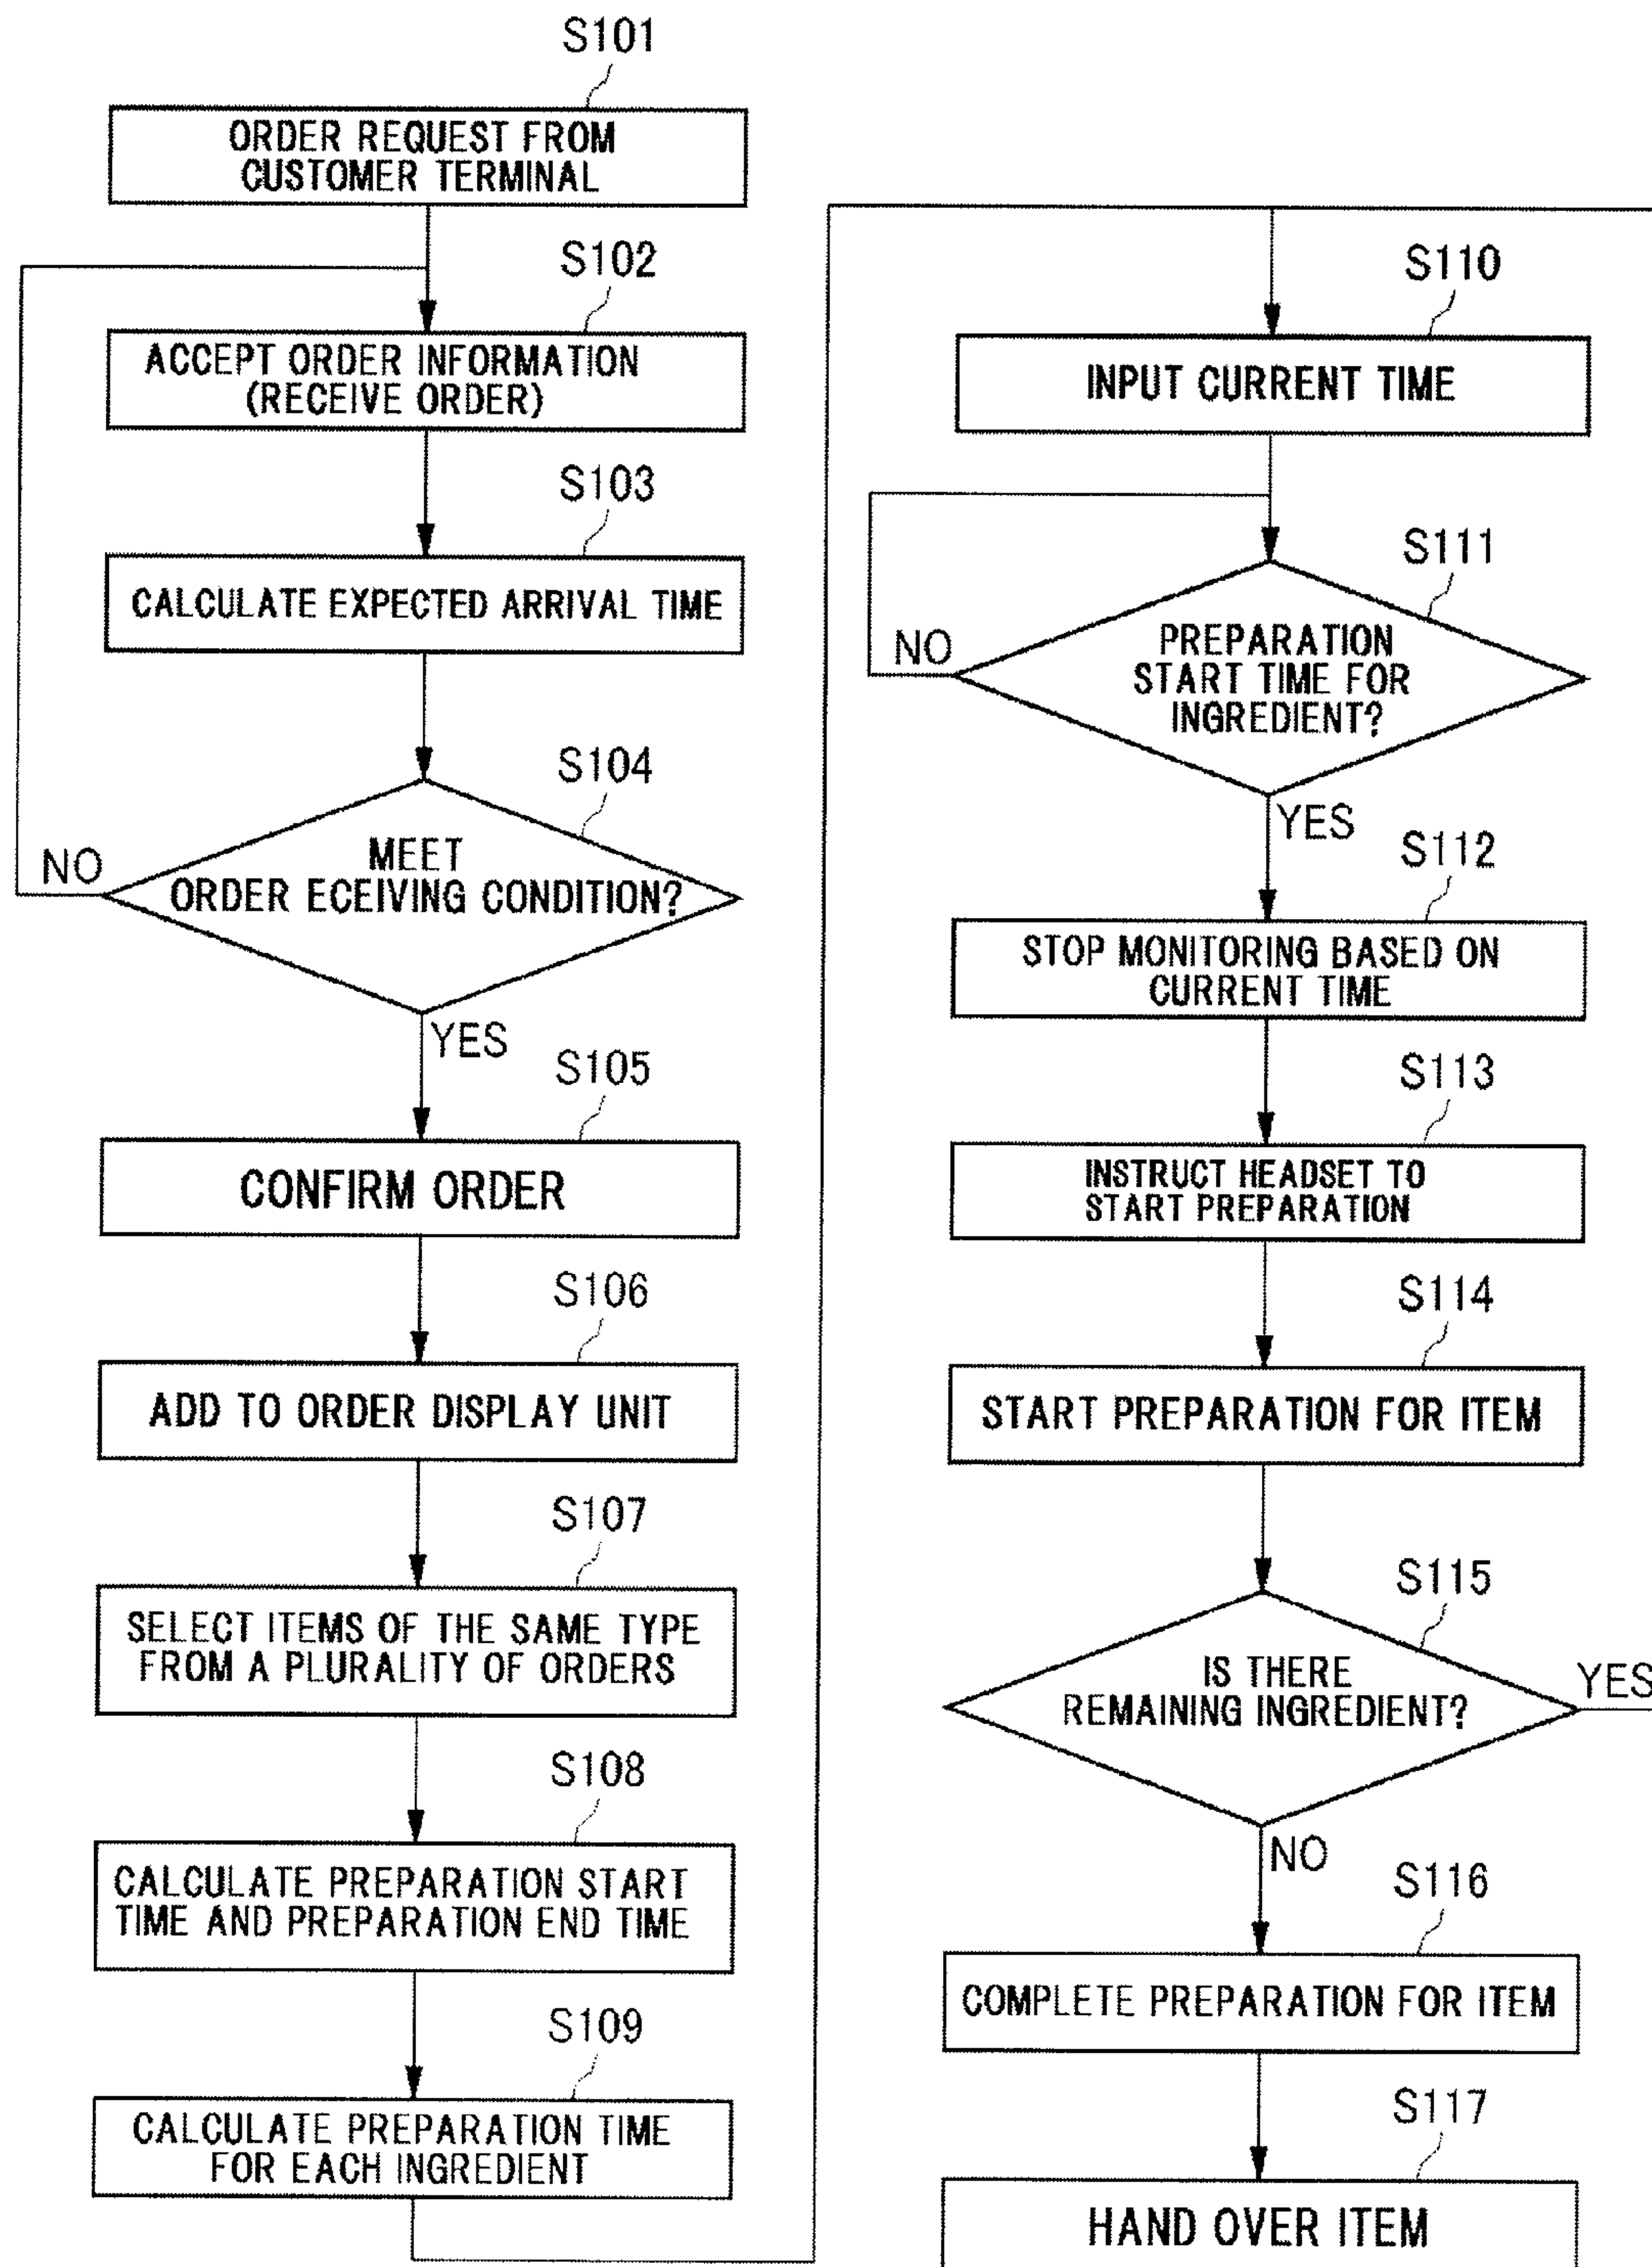 S101
ORDER REQUEST FROM
CUSTOMER TERMINAL
S102
ACCEPT ORDER INFORMATION
(RECEIVE ORDER)
S103
CALCULATE EXPECTED ARRIVAL TIME
S104
MEET
ORDER ECEIVING CONDITION?
NO
YES
S105
CONFIRM ORDER
S106
ADD TO ORDER DISPLAY UNIT
S107
SELECT ITEMS OF THE SAME TYPE
FROM A PLURALITY OF ORDERS
S108
CALCULATE PREPARATION START
TIME AND PREPARATION END TIME
S109
CALCULATE PREPARATION TIME
FOR EACH INGREDIENT
S110
INPUT CURRENT TIME
S111
PREPARATION
START TIME FOR
INGREDIENT?
NO
YES
S112
STOP MONITORING BASED ON
CURRENT TIME
S113
INSTRUCT HEADSET TO
START PREPARATION
S114
START PREPARATION FOR ITEM
S115
IS THERE
REMAINING INGREDIENT?
YES
NO
S116
COMPLETE PREPARATION FOR ITEM
S117
HAND OVER ITEM